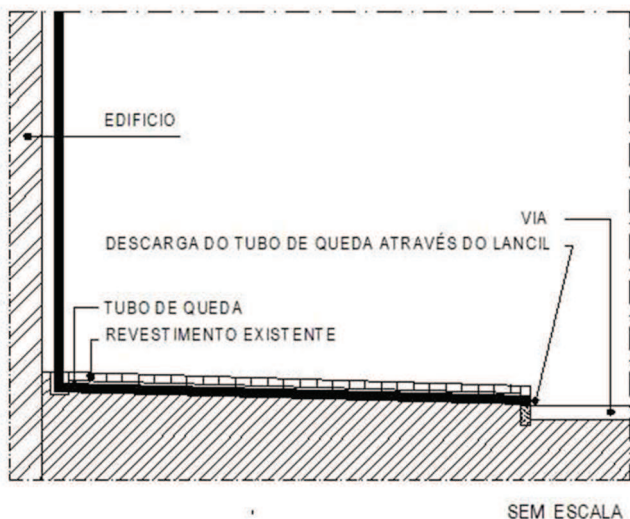 EDIFICIO
VIA
DESCARGA DO TUBO DE QUEDA ATRAVÉS DO LANCIL
TUBO DE QUEDA
REVESTIMENTO EXISTENTE
SEM ESCALA